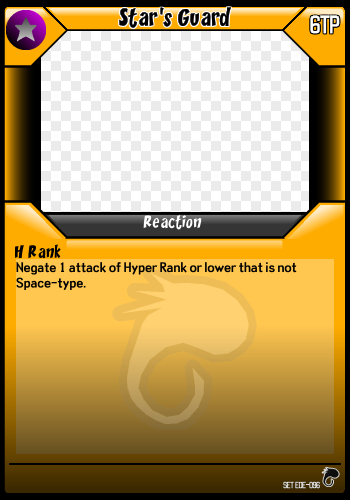 Star's Guard
6TP
Reaction
H Rank
Negate 1 attack of Hyper Rank or lower that is not
Space-type.
SET EDE-096